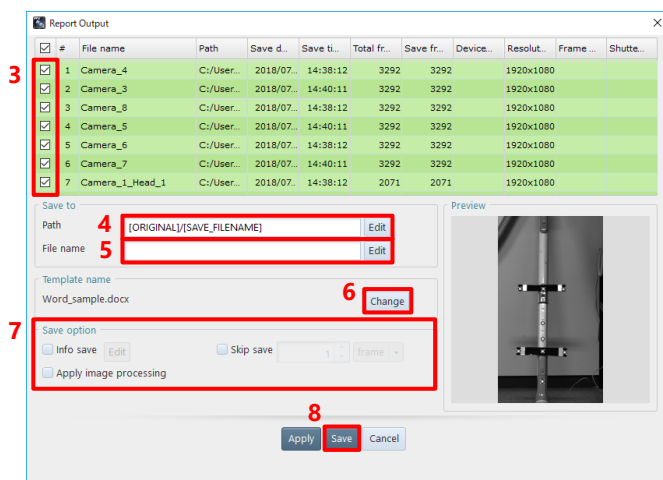 Report Output
# File name Path Save d... Save ti... Total fr... Save fr... Device... Resolut... Frame ... Shutte...
3
1 Camera_4 C:/User... 2018/07... 14:38:12 3292 3292 1920x1080
2 Camera_3 C:/User... 2018/07... 14:40:11 3292 3292 1920x1080
3 Camera_8 C:/User... 2018/07... 14:38:12 3292 3292 1920x1080
4 Camera_5 C:/User... 2018/07... 14:40:11 3292 3292 1920x1080
5 Camera_6 C:/User... 2018/07... 14:38:12 3292 3292 1920x1080
6 Camera_7 C:/User... 2018/07... 14:40:11 3292 3292 1920x1080
7 Camera_1_Head_1 C:/User... 2018/07... 14:38:12 2071 2071 1920x1080
Save to
Preview
Path 4 [ORIGINAL]/[SAVE_FILENAME] Edit
File name 5 Edit
Template name
Word_sample.docx 6 Change
7
Save option
Info save Edit Skip save 1 frame
Apply image processing
8
Apply Save Cancel